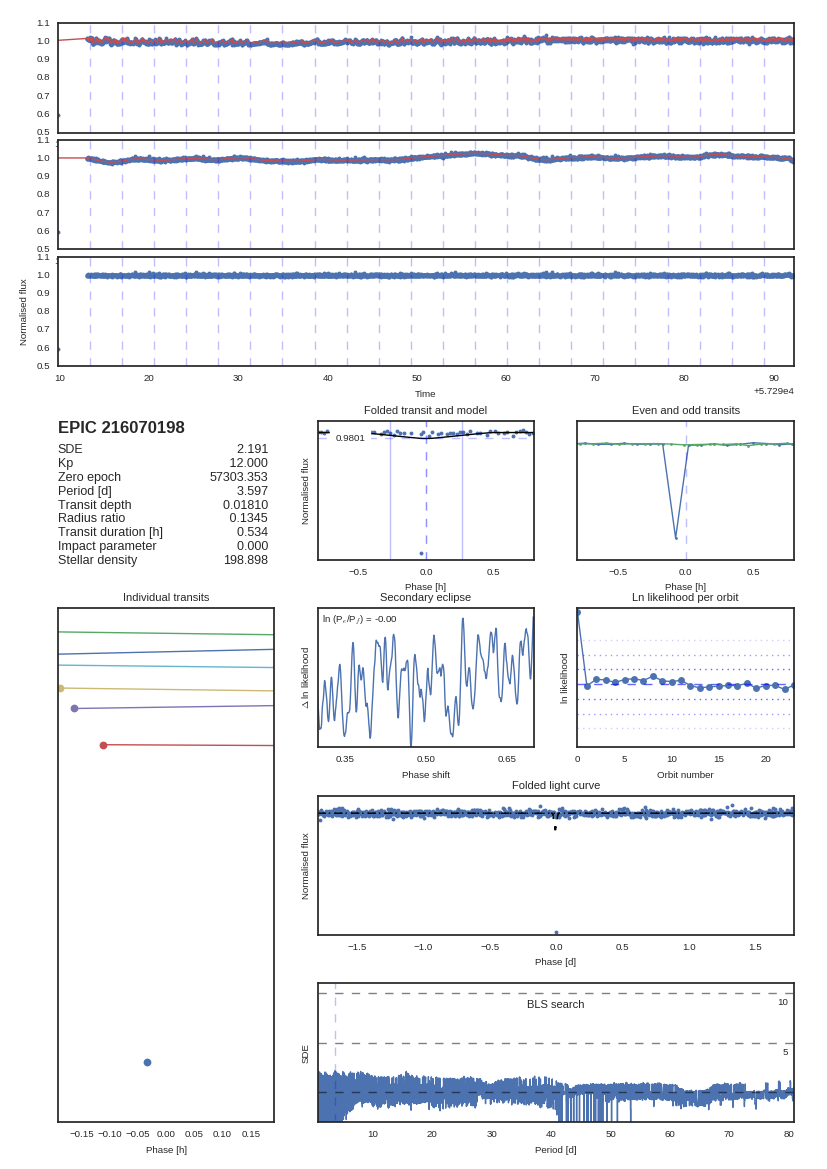 1.1
1.0
0.9
0.8
0.7
0.6
0.5
1.1
1.0
0.9
0.8
0.7
0.6
0.5
1.1
1.0
0.9
0.8
0.7
0.6
0.5
Normalised flux
10 20 30 40 50 60 70 80 90
Time
+5.729e4
EPIC 216070198
SDE 2.191
Kp 12.000
Zero epoch 57303.353
Period [d] 3.597
Transit depth 0.01810
Radius ratio 0.1345
Transit duration [h] 0.534
Impact parameter 0.000
Stellar density 198.898
Folded transit and model
0.9801
Normalised flux
−0.5 0.0 0.5
Phase [h]
Even and odd transits
−0.5 0.0 0.5
Phase [h]
Individual transits
−0.15 −0.10 −0.05 0.00 0.05 0.10 0.15
Phase [h]
Secondary eclipse
ln (Pₑ/P𝑓) = -0.00
Δ ln likelihood
0.35 0.50 0.65
Phase shift
Ln likelihood per orbit
ln likelihood
0 5 10 15 20
Orbit number
Folded light curve
Normalised flux
−1.5 −1.0 −0.5 0.0 0.5 1.0 1.5
Phase [d]
BLS search
10
5
SDE
10 20 30 40 50 60 70 80
Period [d]